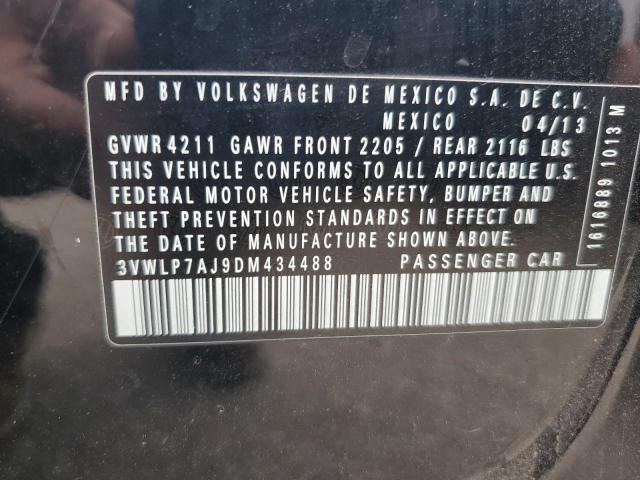 MFD BY VOLKSWAGEN DE MEXICO S.A. DE C.V.
MEXICO 04/13
GVWR 4211 GAWR FRONT 2205 / REAR 2116 LBS
THIS VEHICLE CONFORMS TO ALL APPLICABLE U.S.
FEDERAL MOTOR VEHICLE SAFETY, BUMPER AND
THEFT PREVENTION STANDARDS IN EFFECT ON
THE DATE OF MANUFACTURE SHOWN ABOVE.
3VWLP7AJ9DM434488 PASSENGER CAR
1616889 1013 M